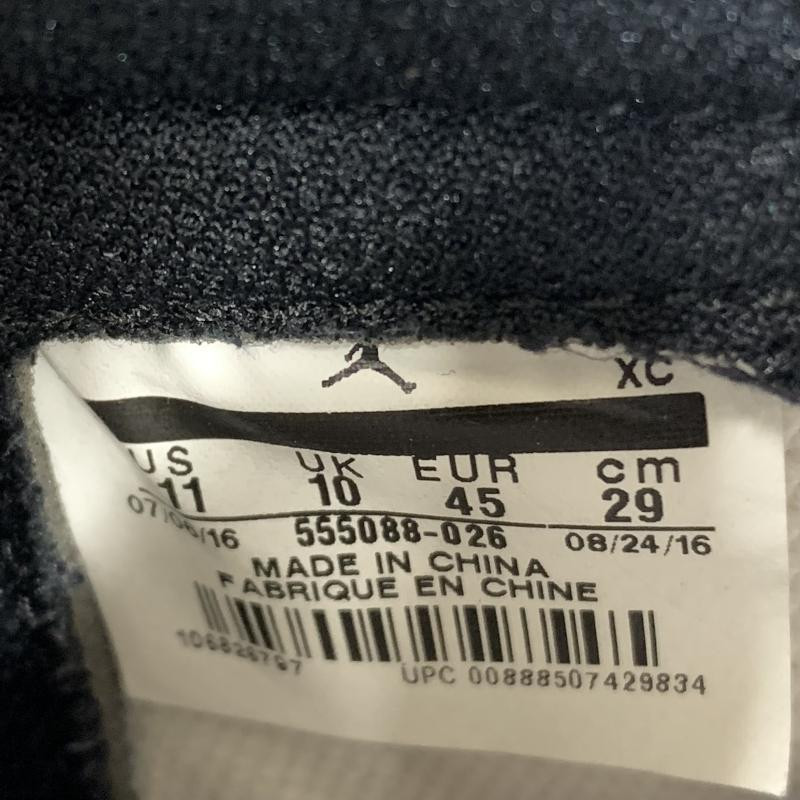 XC
US UK EUR cm
11 10 45 29
07/06/16 555088-026 08/24/16
MADE IN CHINA
FABRIQUE EN CHINE
106826797
UPC 00888507429834